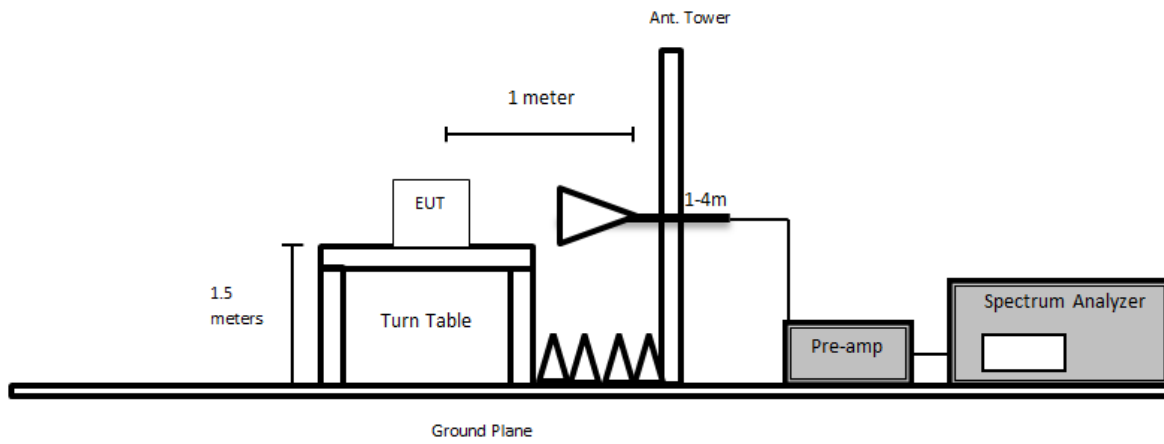 Ant. Tower
1 meter
EUT
1-4m
1.5
meters
Turn Table
Spectrum Analyzer
Pre-amp
Ground Plane